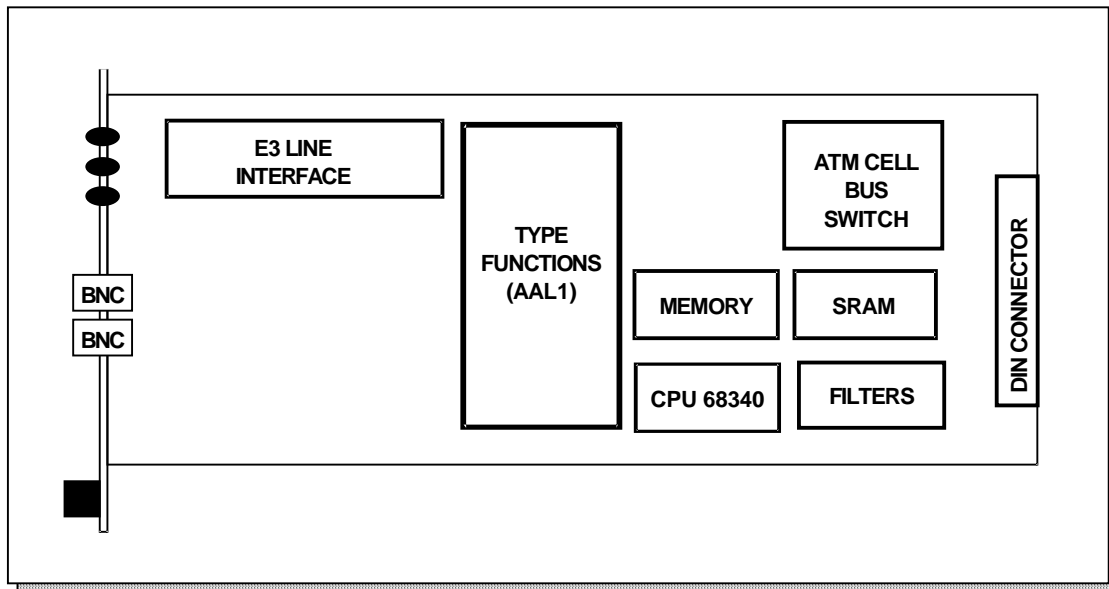 E3 LINE
INTERFACE
TYPE
FUNCTIONS
(AAL1)
ATM CELL
BUS
SWITCH
BNC
BNC
MEMORY
SRAM
CPU 68340
FILTERS
DIN CONNECTOR